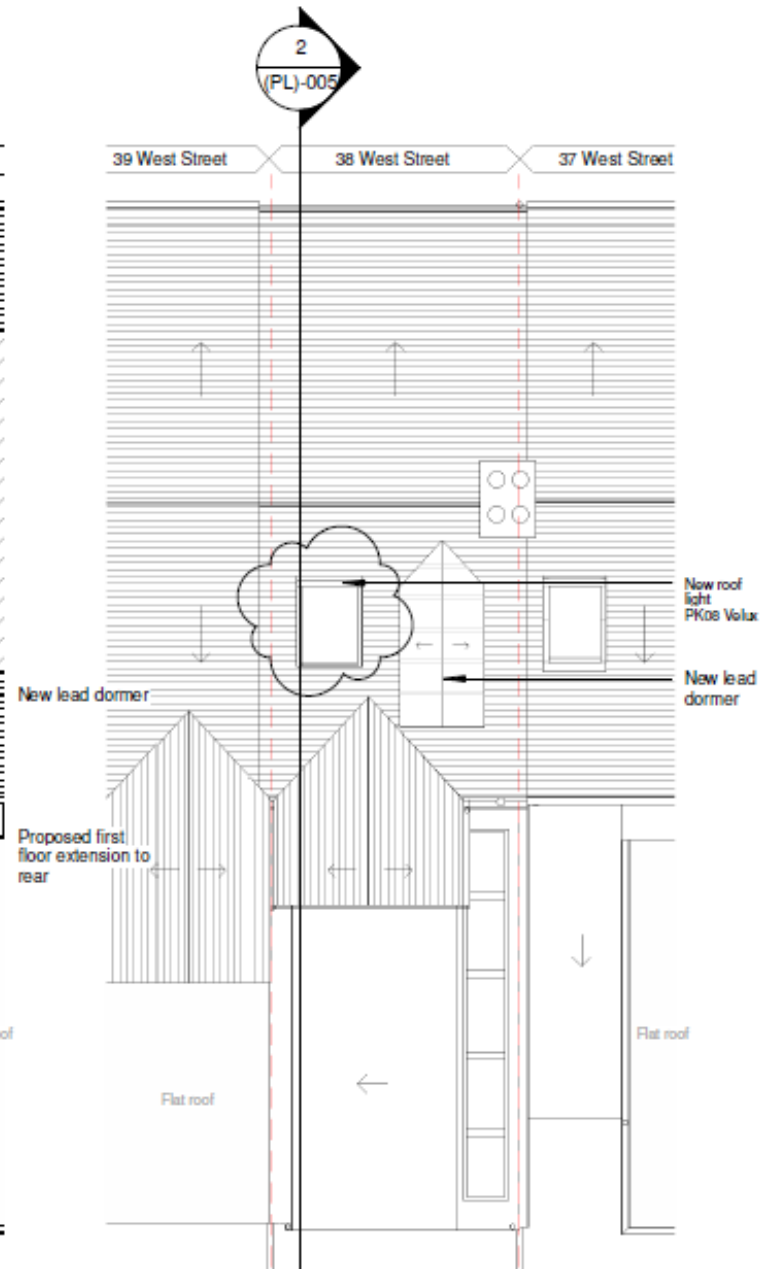 2
(PL)-005
39 West Street
38 West Street
37 West Street
New roof
light
PK08 Velux
New lead dormer
New lead
dormer
Proposed first
floor extension to
rear
of
Flat roof
Flat roof